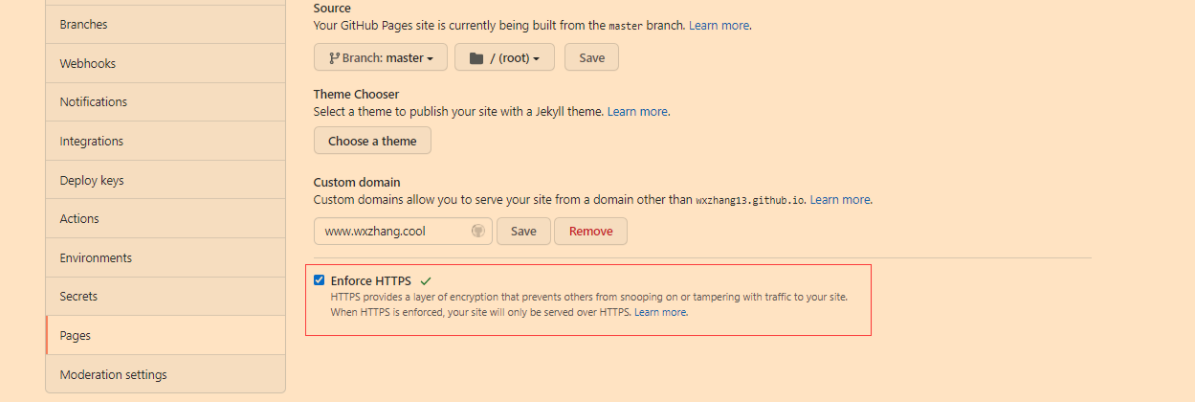 Branches
Webhooks
Notifications
Integrations
Deploy keys
Actions
Environments
Secrets
Pages
Moderation settings
Source
Your GitHub Pages site is currently being built from the master branch. Learn more.
Branch: master
/ (root)
Save
Theme Chooser
Select a theme to publish your site with a Jekyll theme. Learn more.
Choose a theme
Custom domain
Custom domains allow you to serve your site from a domain other than wxzhang13.github.io. Learn more.
www.wxzhang.cool
Save
Remove
Enforce HTTPS
HTTPS provides a layer of encryption that prevents others from snooping on or tampering with traffic to your site.
When HTTPS is enforced, your site will only be served over HTTPS. Learn more.